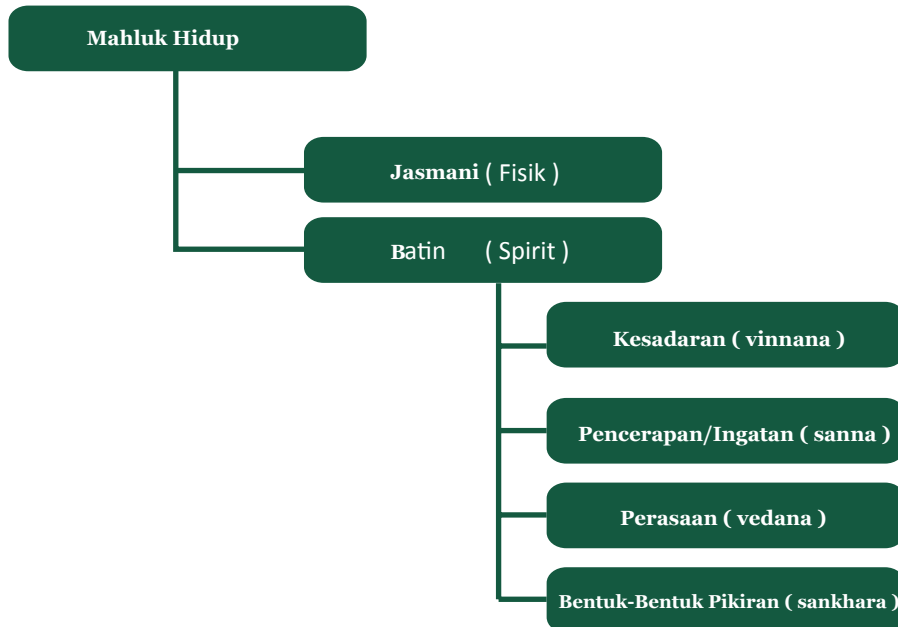 Mahluk Hidup
Jasmani ( Fisik )
Batin ( Spirit )
Kesadaran ( vinnana )
Pencerapan/Ingatan ( sanna )
Perasaan ( vedana )
Bentuk-Bentuk Pikiran ( sankhara )